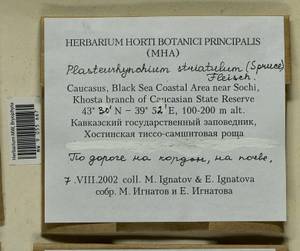 HERBARIUM HORTI BOTANICI PRINCIPALIS
(MHA)
Plasteurhynchium striatulum (Spruce)
Fleisch.
Caucasus, Black Sea Coastal Area near Sochi,
Khosta branch of Caucasian State Reserve
43° 30' N – 39° 52' E, 100-200 m alt.
Кавказский государственный заповедник,
Хостинская тиссо-самшитовая роща
По дороге на кордон, на почве,
7.VIII.2002 coll. M. Ignatov & E. Ignatova
собр. М. Игнатов и Е. Игнатова